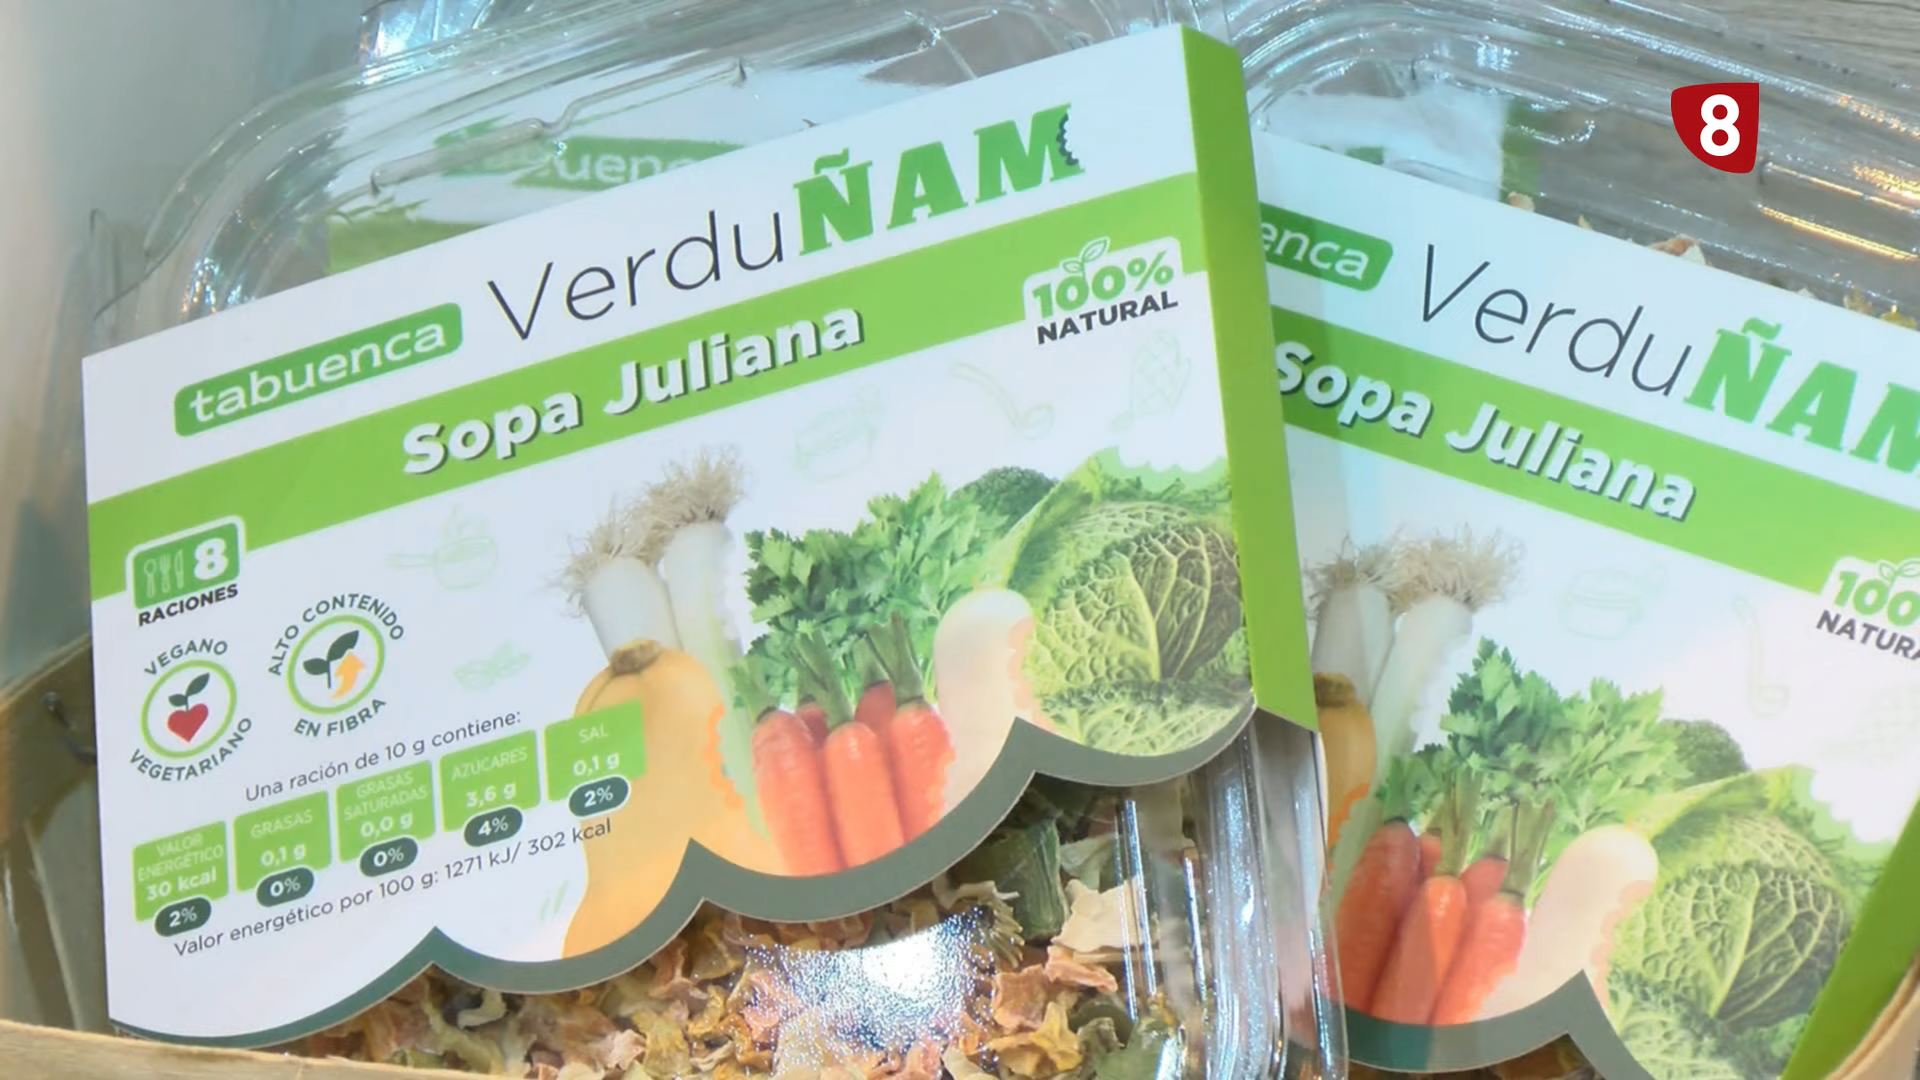 8
tabuenca
VerduÑAM
Sopa Juliana
100%
NATURAL
8
RACIONES
VEGANO
VEGETARIANO
ALTO CONTENIDO
EN FIBRA
Una ración de 10 g contiene:
VALOR
ENERGÉTICO
30 kcal
2%
GRASAS
0,1 g
0%
GRASAS
SATURADAS
0,0 g
0%
AZÚCARES
3,6 g
4%
SAL
0,1 g
2%
Valor energético por 100 g: 1271 kJ/ 302 kcal
enca
VerduÑAM
Sopa Juliana
100
NATURA